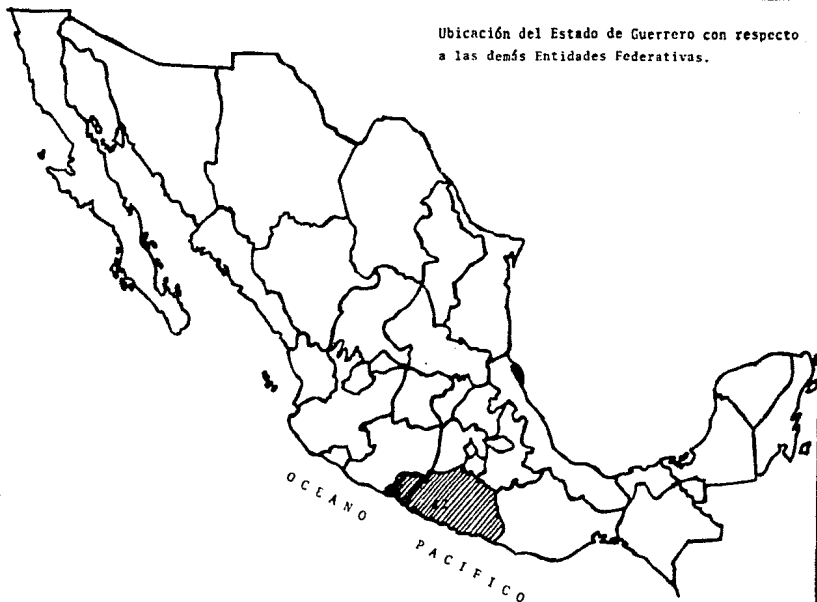 Ubicación del Estado de Guerrero con respecto
a las demás Entidades Federativas.
OCEANO PACIFICO